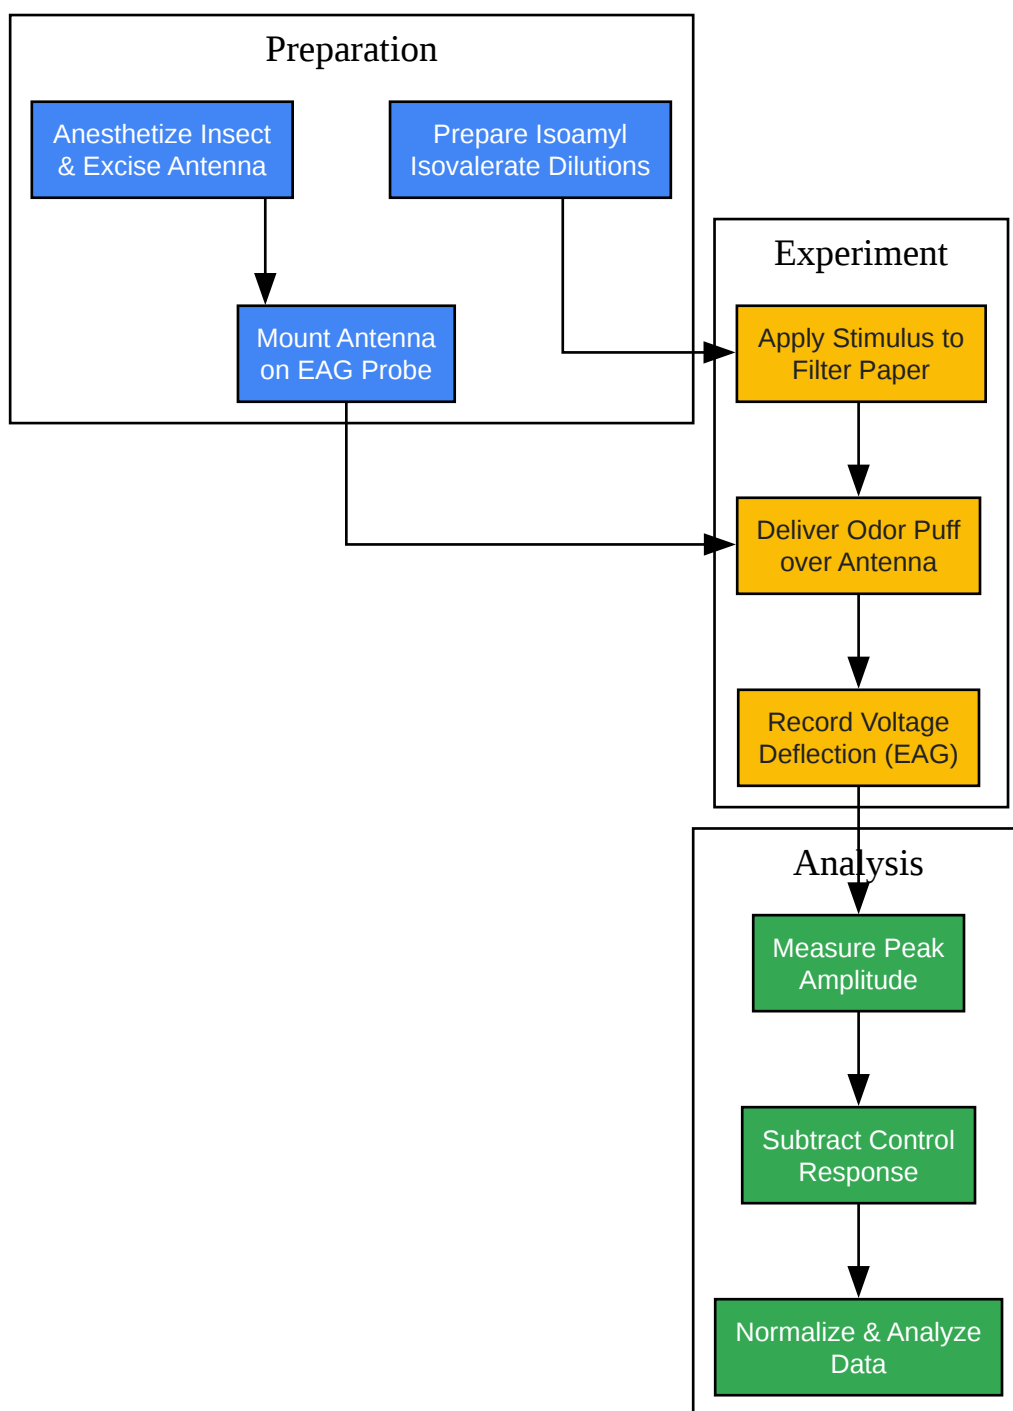 Preparation
Anesthetize Insect
& Excise Antenna
Prepare Isoamyl
Isovalerate Dilutions
Mount Antenna
on EAG Probe
Experiment
Apply Stimulus to
Filter Paper
Deliver Odor Puff
over Antenna
Record Voltage
Deflection (EAG)
Analysis
Measure Peak
Amplitude
Subtract Control
Response
Normalize & Analyze
Data